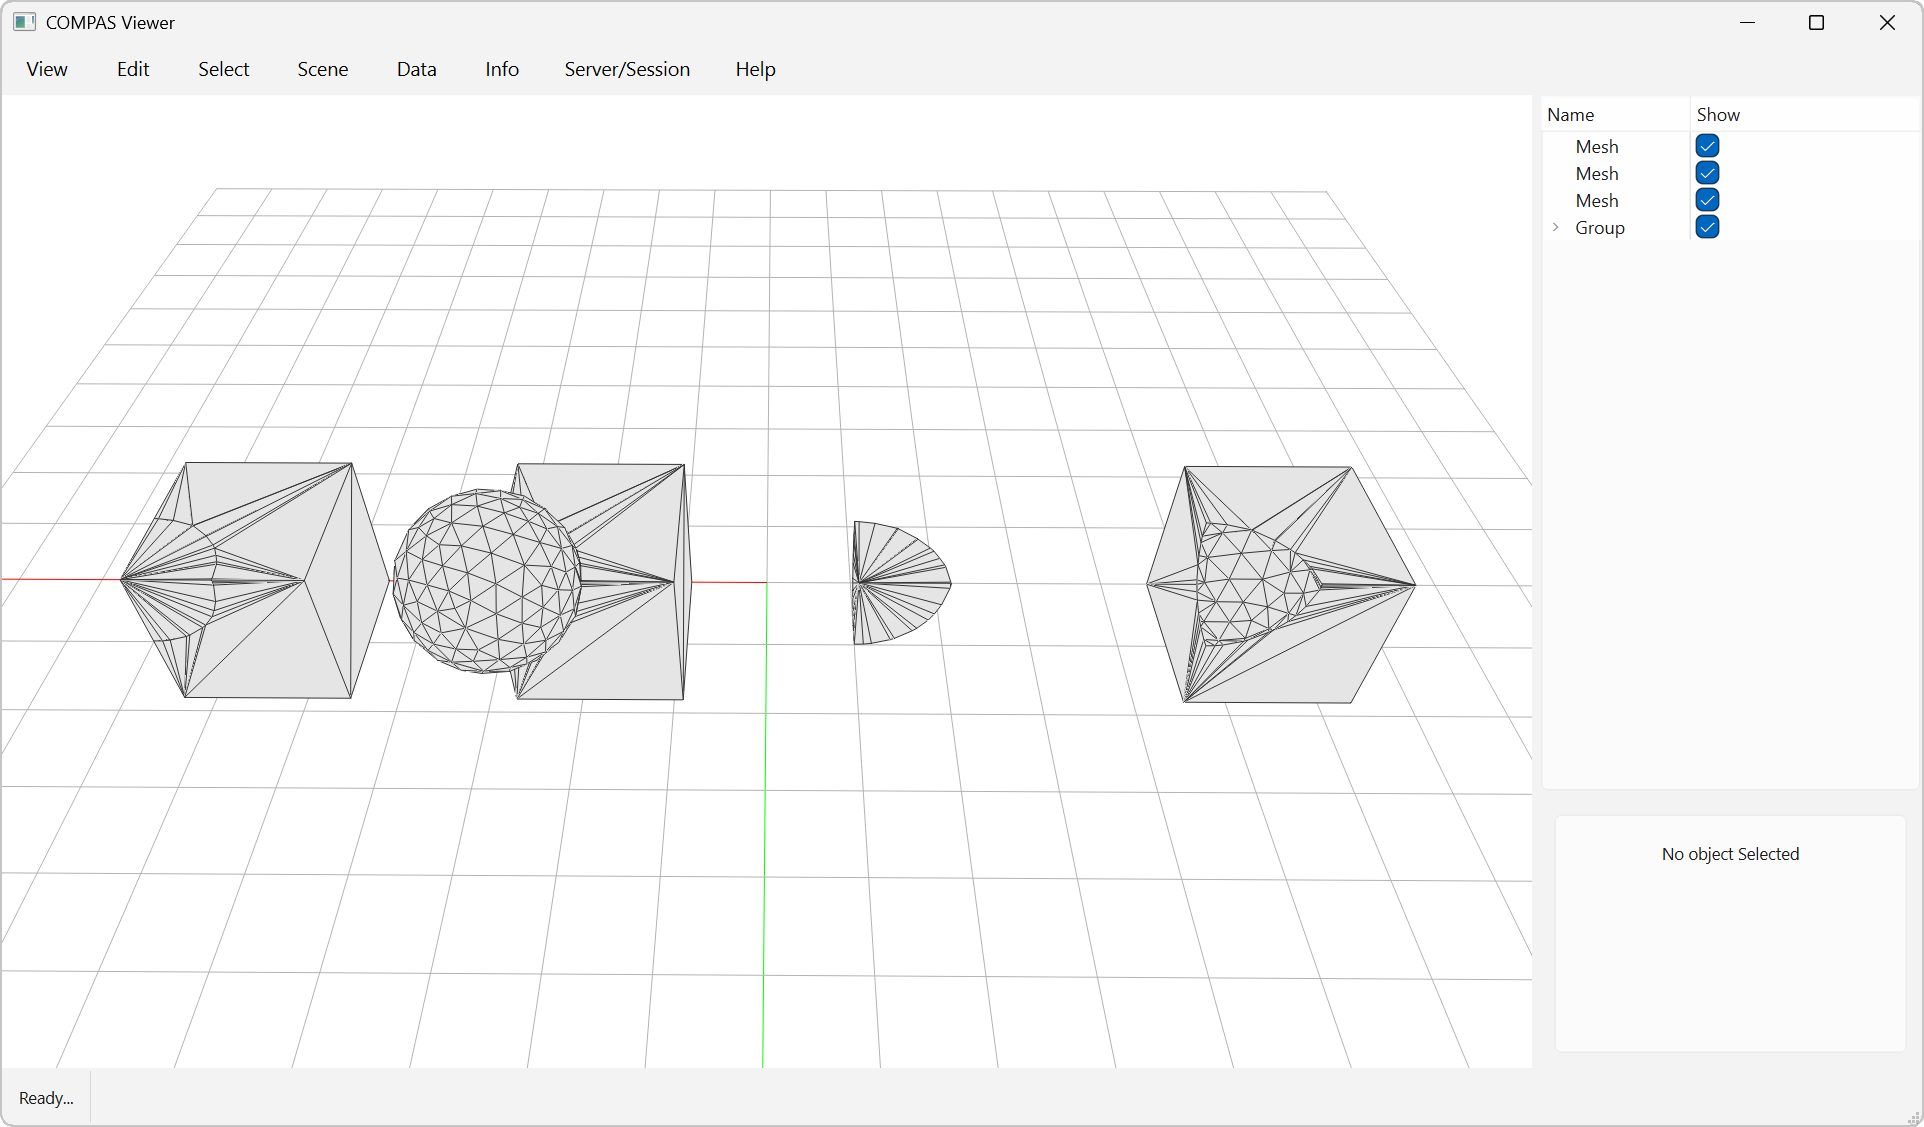 COMPAS Viewer
View Edit Select Scene Data Info Server/Session Help
Name Show
Mesh
Mesh
Mesh
Group
No object Selected
Ready...